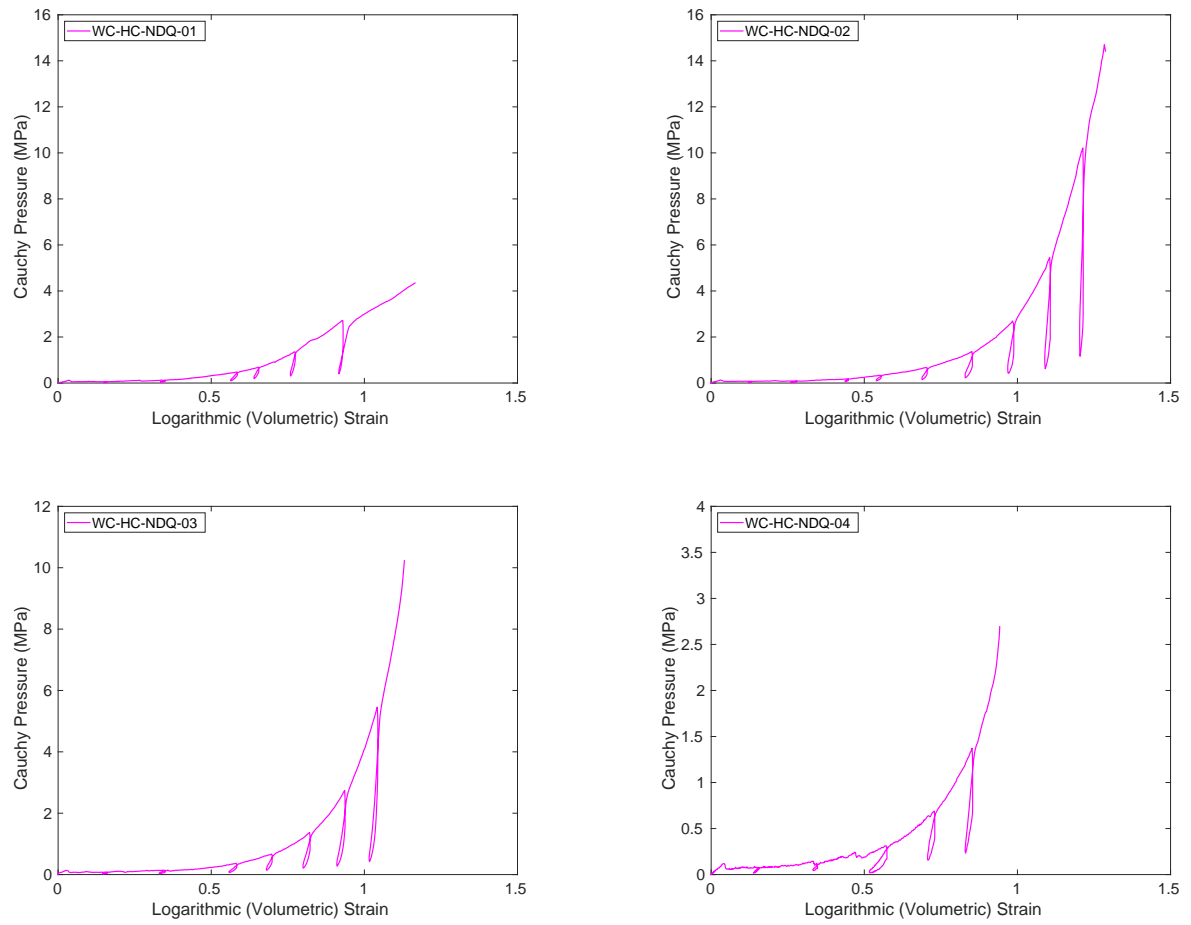 WC-HC-NDQ-01
16
14
12
10
8
6
4
2
0
Cauchy Pressure (MPa)
0 0.5 1 1.5
Logarithmic (Volumetric) Strain
WC-HC-NDQ-02
16
14
12
10
8
6
4
2
0
Cauchy Pressure (MPa)
0 0.5 1 1.5
Logarithmic (Volumetric) Strain
WC-HC-NDQ-03
12
10
8
6
4
2
0
Cauchy Pressure (MPa)
0 0.5 1 1.5
Logarithmic (Volumetric) Strain
WC-HC-NDQ-04
4
3.5
3
2.5
2
1.5
1
0.5
0
Cauchy Pressure (MPa)
0 0.5 1 1.5
Logarithmic (Volumetric) Strain